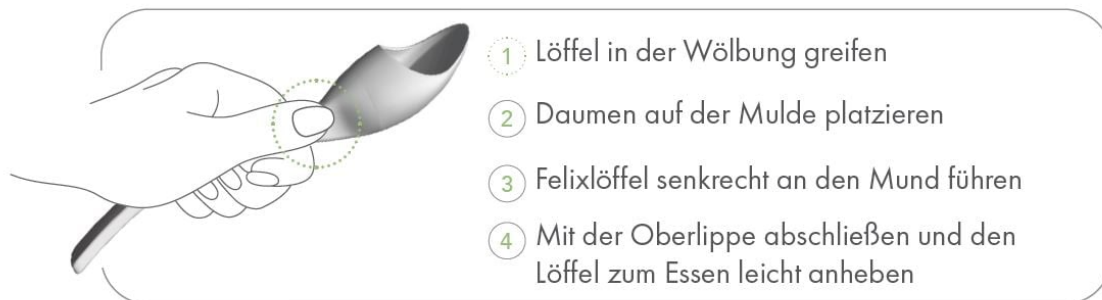 1 Löffel in der Wölbung greifen
2 Daumen auf der Mulde platzieren
3 Felixlöffel senkrecht an den Mund führen
4 Mit der Oberlippe abschließen und den
Löffel zum Essen leicht anheben